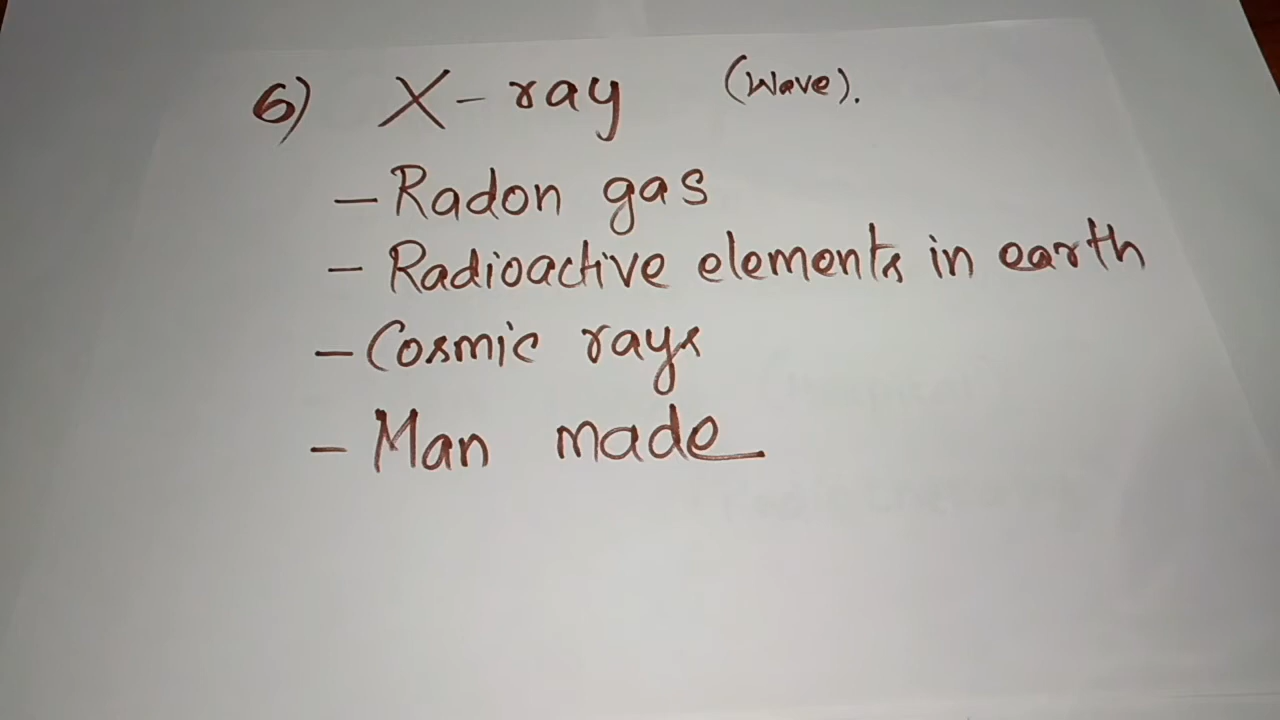 6) X-ray (Wave).
- Radon gas
- Radioactive elements in earth
- Cosmic rays
- Man made